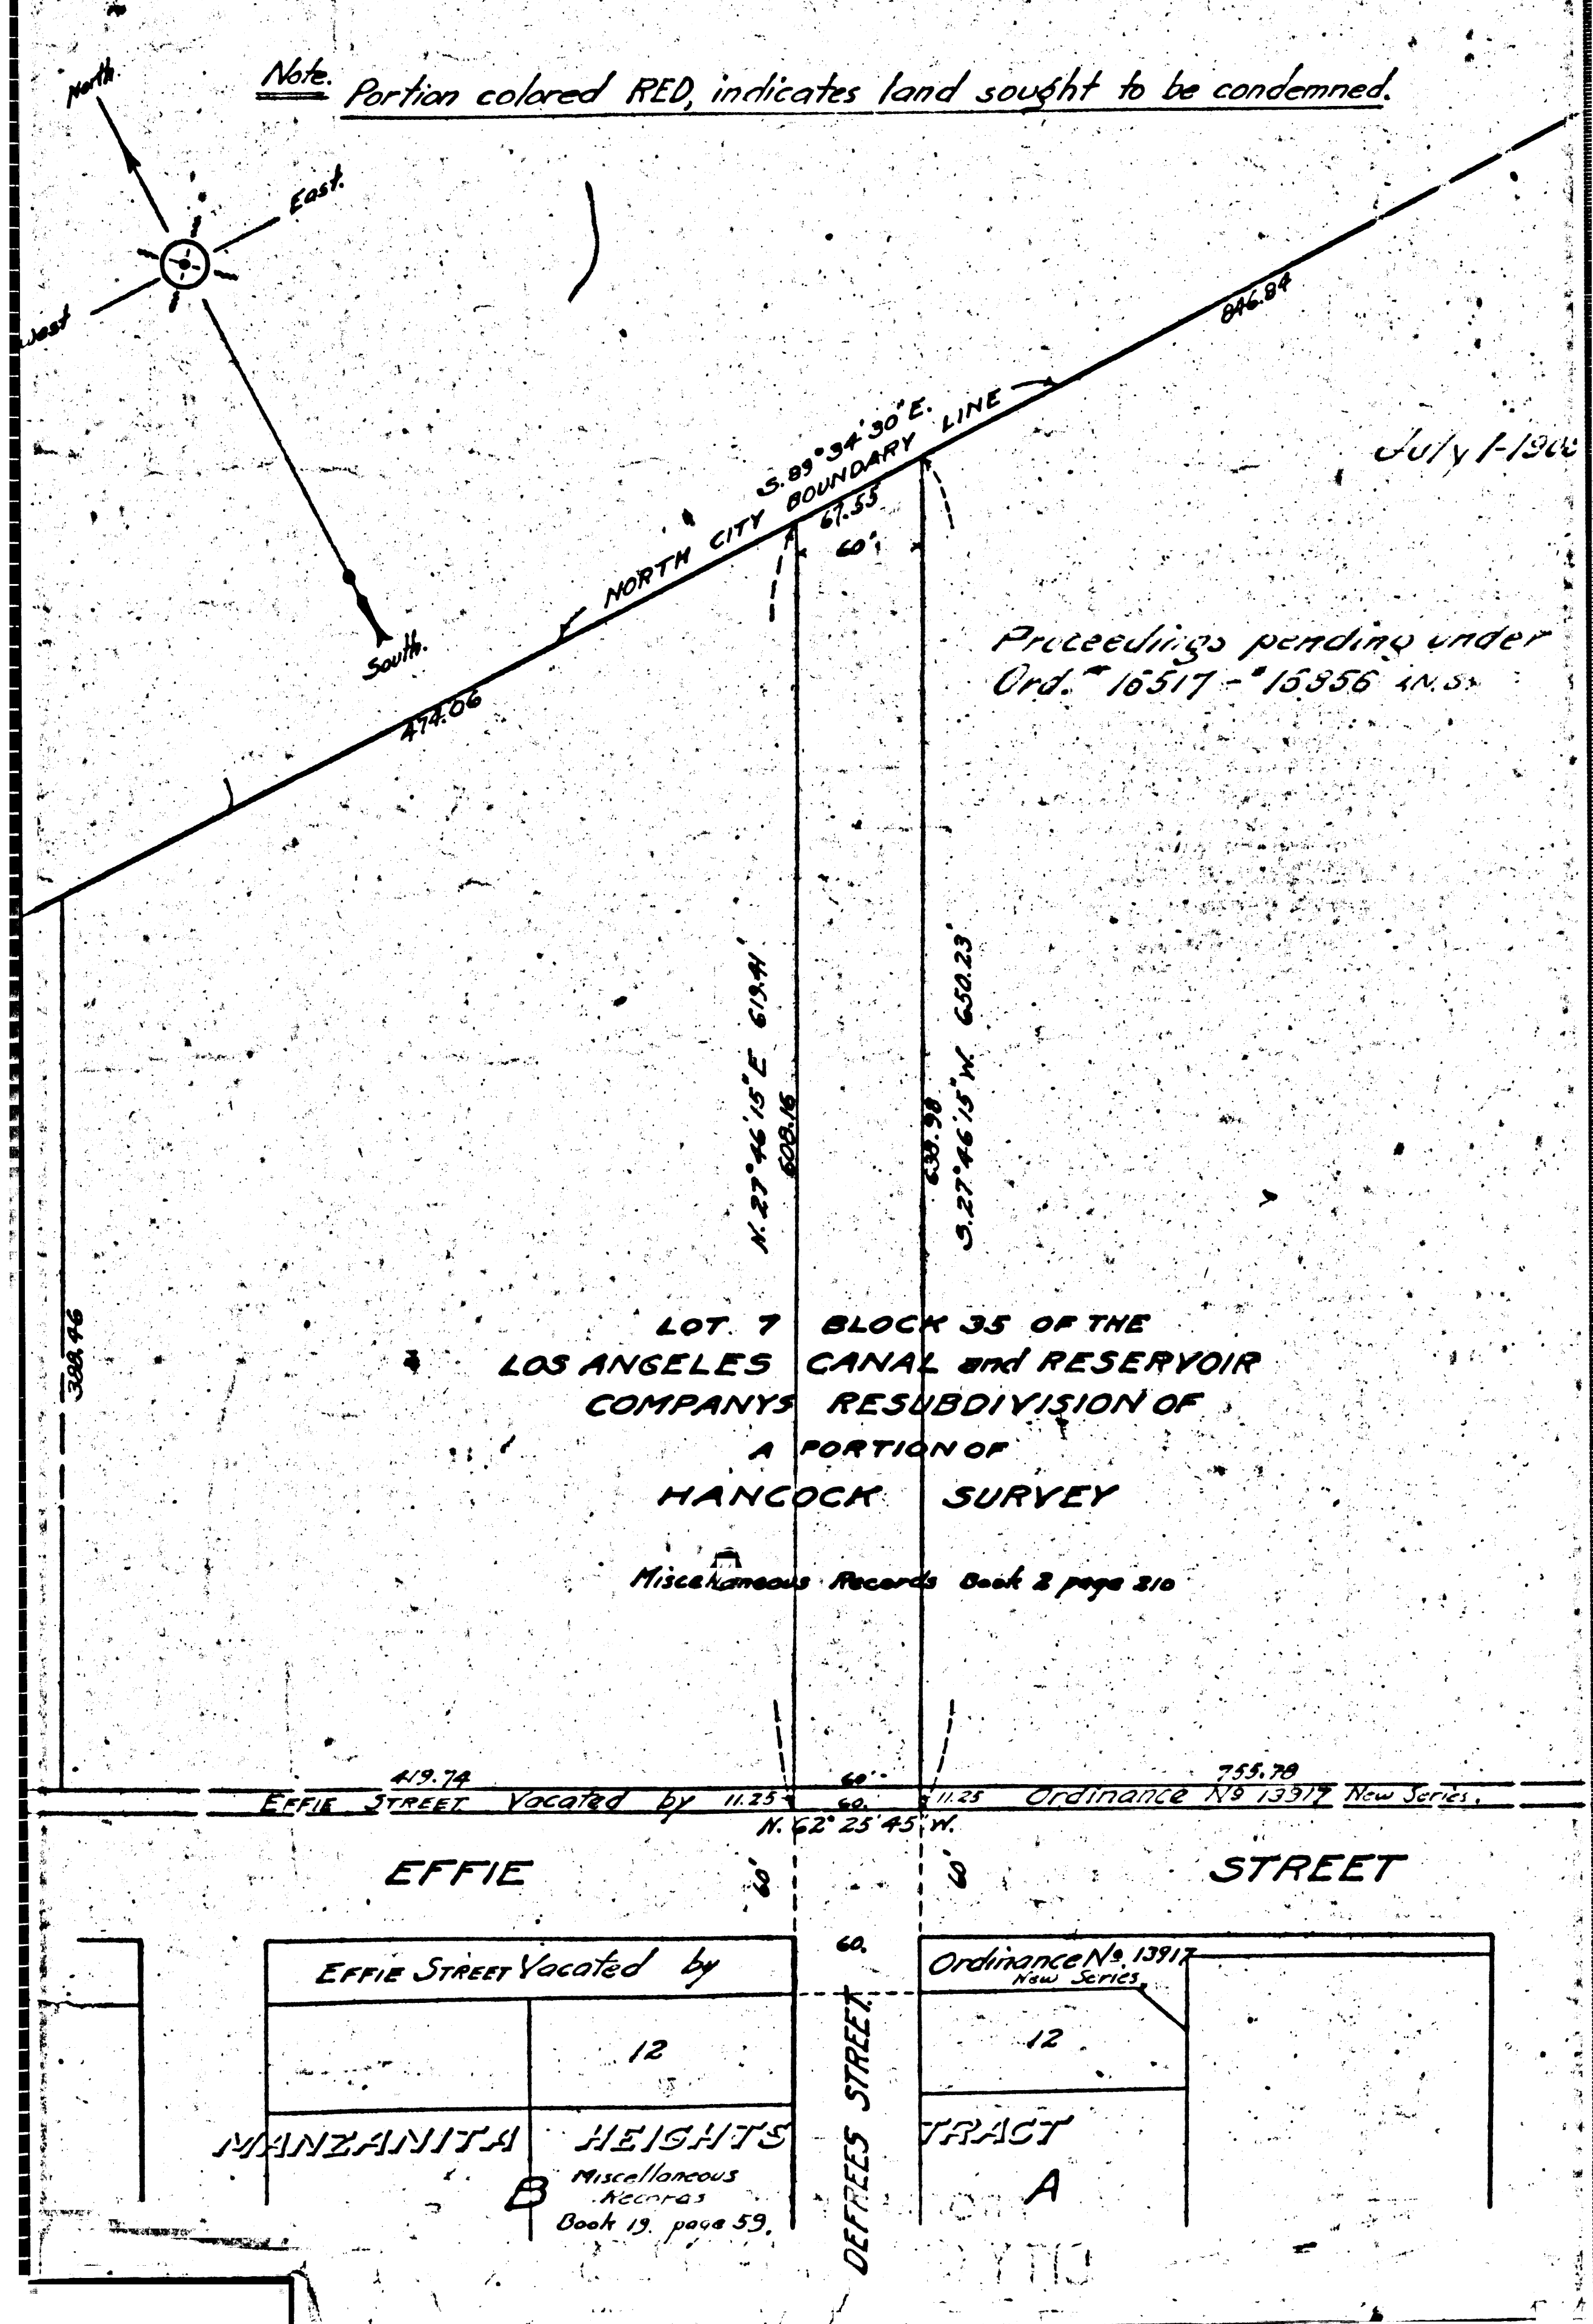 Note. Portion colored RED, indicates land sought to be condemned.
North.
East.
West
South.
846.84
July 1-190
S. 89° 34' 30" E.
NORTH CITY BOUNDARY LINE
67.55
60'
474.06
Proceedings pending under
Ord. # 16517 - # 15856 (N.S.)
N. 27° 46' 15" E 619.41'
608.16
638.98
S. 27° 46' 15" W. 650.23'
388.46
LOT. 7 BLOCK 35 OF THE
LOS ANGELES CANAL and RESERVOIR
COMPANYS RESUBDIVISION OF
A PORTION OF
HANCOCK SURVEY
Miscellaneous Records Book 2 page 210
419.74
60'
755.78
EFFIE STREET Vacated by 11.25 60. 11.25 Ordinance No 13917 New Series.
N. 62° 25' 45" W.
EFFIE 60' 60' STREET
EFFIE STREET Vacated by
60.
Ordinance No. 13917
New Series.
12
12
DEFREES STREET.
MANZANITA HEIGHTS TRACT
B
Miscellaneous
Records
Book 19. page 59.
A